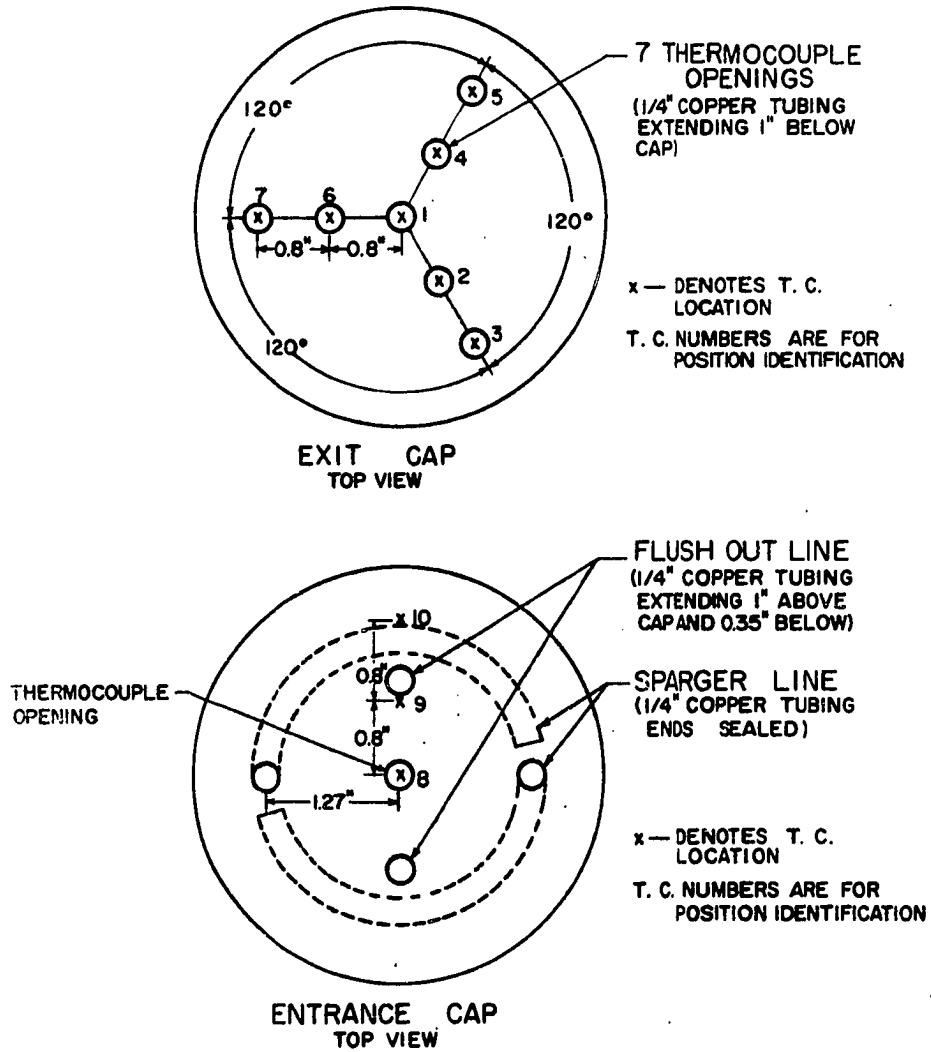 7 THERMOCOUPLE
OPENINGS
(1/4" COPPER TUBING
EXTENDING 1" BELOW
CAP)
120°
5
4
7
6
1
120°
0.8"
0.8"
2
3
120°
x — DENOTES T. C.
LOCATION
T. C. NUMBERS ARE FOR
POSITION IDENTIFICATION
EXIT CAP
TOP VIEW
FLUSH OUT LINE
(1/4" COPPER TUBING
EXTENDING 1" ABOVE
CAP AND 0.35" BELOW)
x 10
0.8"
THERMOCOUPLE
OPENING
9
0.8"
SPARGER LINE
(1/4" COPPER TUBING
ENDS SEALED)
8
1.27"
x — DENOTES T. C.
LOCATION
T. C. NUMBERS ARE FOR
POSITION IDENTIFICATION
ENTRANCE CAP
TOP VIEW